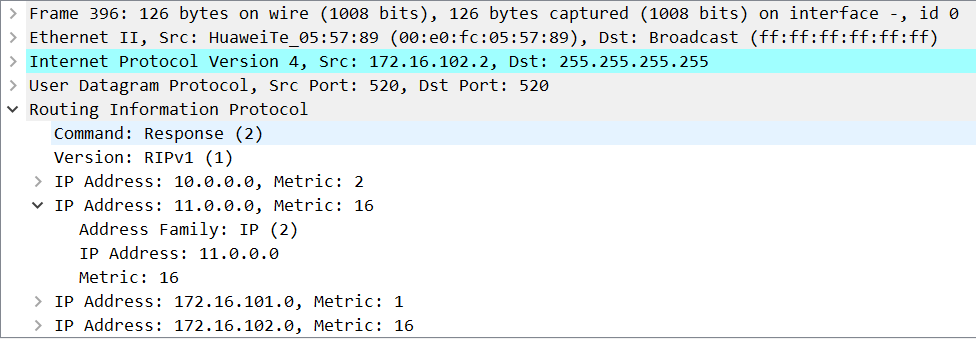 Frame 396: 126 bytes on wire (1008 bits), 126 bytes captured (1008 bits) on interface -, id 0
Ethernet II, Src: HuaweiTe_05:57:89 (00:e0:fc:05:57:89), Dst: Broadcast (ff:ff:ff:ff:ff:ff)
Internet Protocol Version 4, Src: 172.16.102.2, Dst: 255.255.255.255
User Datagram Protocol, Src Port: 520, Dst Port: 520
Routing Information Protocol
Command: Response (2)
Version: RIPv1 (1)
IP Address: 10.0.0.0, Metric: 2
IP Address: 11.0.0.0, Metric: 16
Address Family: IP (2)
IP Address: 11.0.0.0
Metric: 16
IP Address: 172.16.101.0, Metric: 1
IP Address: 172.16.102.0, Metric: 16